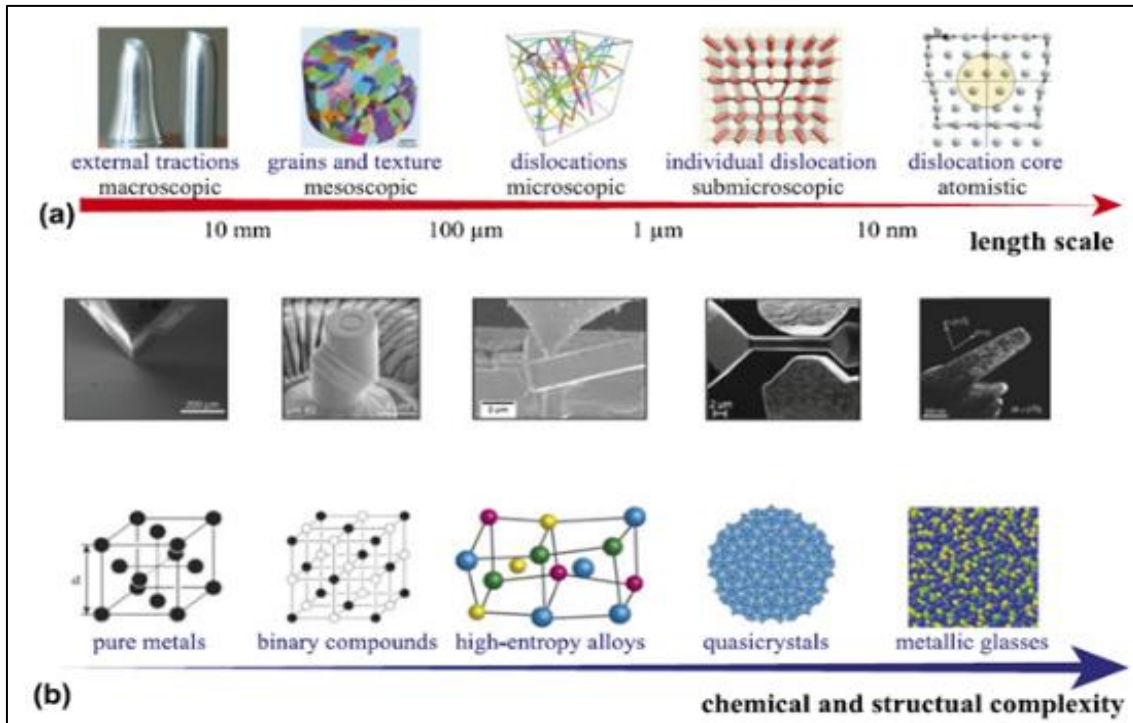 external tractions
macroscopic
grains and texture
mesoscopic
dislocations
microscopic
individual dislocation
submicroscopic
dislocation core
atomistic
(a)
10 mm
100 μm
1 μm
10 nm
length scale
2 μm
pure metals
binary compounds
high-entropy alloys
quasicrystals
metallic glasses
(b)
chemical and structual complexity